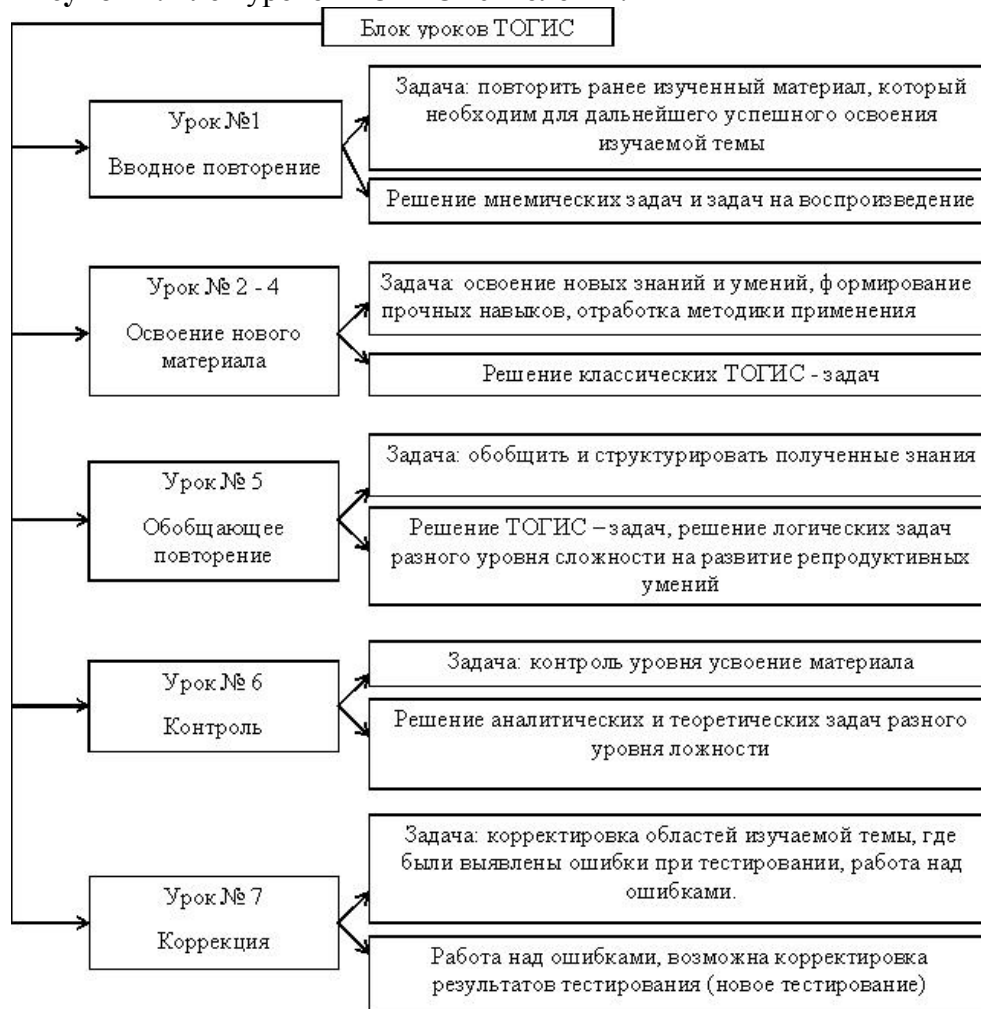 Блок уроков ТОГИС
Урок №1
Вводное повторение
Задача: повторить ранее изученный материал, который
необходим для дальнейшего успешного освоения
изучаемой темы
Решение мнемических задач и задач на воспроизведение
Урок № 2 - 4
Освоение нового
материала
Задача: освоение новых знаний и умений, формирование
прочных навыков, отработка методики применения
Решение классических ТОГИС - задач
Урок № 5
Обобщающее
повторение
Задача: обобщить и структурировать полученные знания
Решение ТОГИС – задач, решение логических задач
разного уровня сложности на развитие репродуктивных
умений
Урок № 6
Контроль
Задача: контроль уровня усвоение материала
Решение аналитических и теоретических задач разного
уровня ложности
Урок № 7
Коррекция
Задача: корректировка областей изучаемой темы, где
были выявлены ошибки при тестировании, работа над
ошибками.
Работа над ошибками, возможна корректировка
результатов тестирования (новое тестирование)